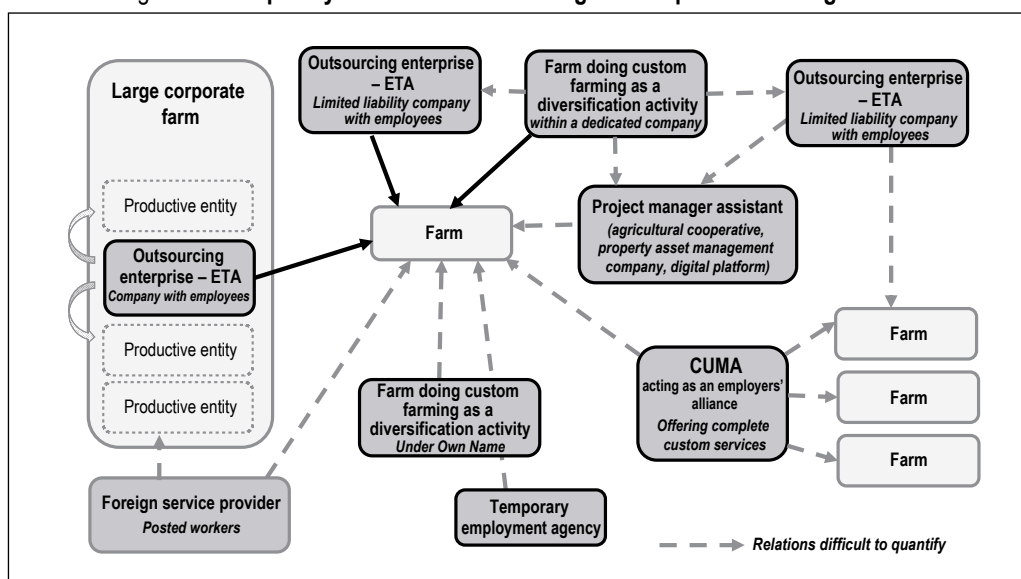 Large corporate
farm
Productive entity
Outsourcing
enterprise – ETA
Company with employees
Productive entity
Productive entity
Foreign service provider
Posted workers
Outsourcing enterprise
– ETA
Limited liability company
with employees
Farm doing custom
farming as a
diversification activity
within a dedicated company
Outsourcing enterprise
– ETA
Limited liability company
with employees
Farm
Project manager assistant
(agricultural cooperative,
property asset management
company, digital platform)
Farm doing custom
farming as a
diversification activity
Under Own Name
Temporary
employment agency
CUMA
acting as an employers'
alliance
Offering complete
custom services
Farm
Farm
Farm
Relations difficult to quantify